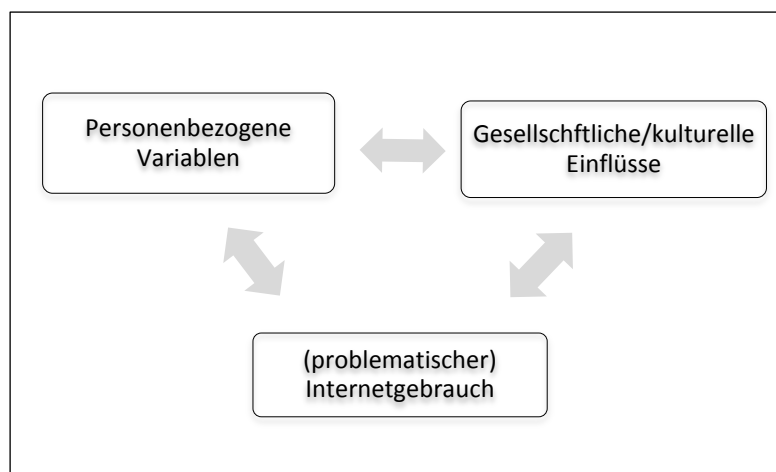 Personenbezogene
Variablen
Gesellschftliche/kulturelle
Einflüsse
(problematischer)
Internetgebrauch